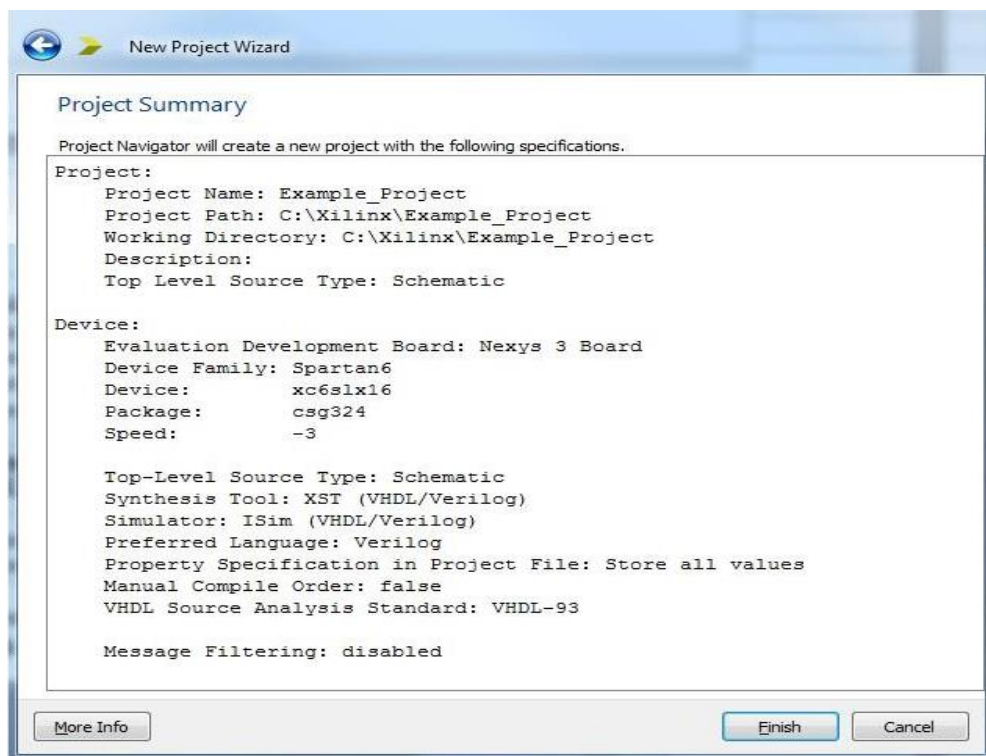 New Project Wizard
Project Summary
Project Navigator will create a new project with the following specifications.
Project:
Project Name: Example_Project
Project Path: C:\Xilinx\Example_Project
Working Directory: C:\Xilinx\Example_Project
Description:
Top Level Source Type: Schematic
Device:
Evaluation Development Board: Nexys 3 Board
Device Family: Spartan6
Device: xc6slx16
Package: csg324
Speed: -3
Top-Level Source Type: Schematic
Synthesis Tool: XST (VHDL/Verilog)
Simulator: ISim (VHDL/Verilog)
Preferred Language: Verilog
Property Specification in Project File: Store all values
Manual Compile Order: false
VHDL Source Analysis Standard: VHDL-93
Message Filtering: disabled
More Info Finish Cancel